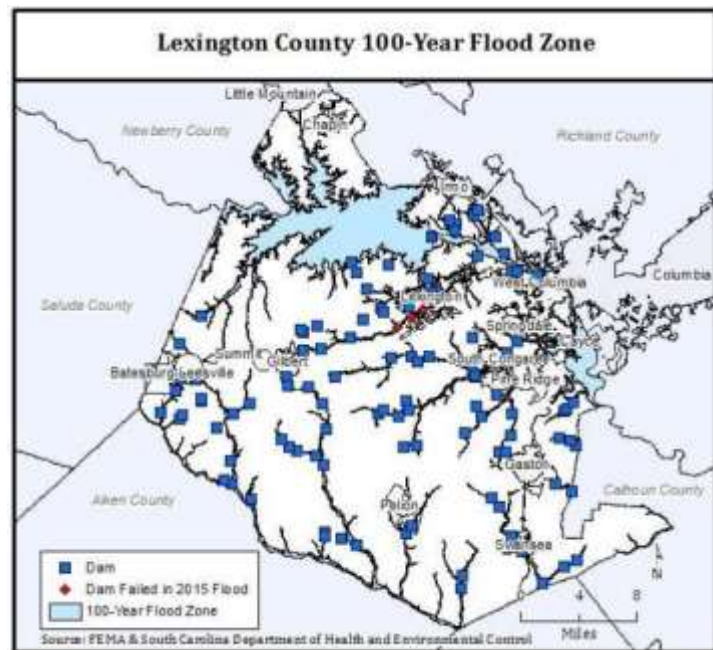 Lexington County 100-Year Flood Zone
Little Mountain
Chapin
Newberry County
Richland County
Irmo
Columbia
West Columbia
Lexington
Saluda County
Springdale
Cayce
Summit
Gilbert
South Congaree
Batesburg-Leesville
Pine Ridge
Gaston
Aiken County
Calhoun County
Pelion
Swansea
Dam
Dam Failed in 2015 Flood
100-Year Flood Zone
N
0 4 8
Miles
Source: FEMA & South Carolina Department of Health and Environmental Control